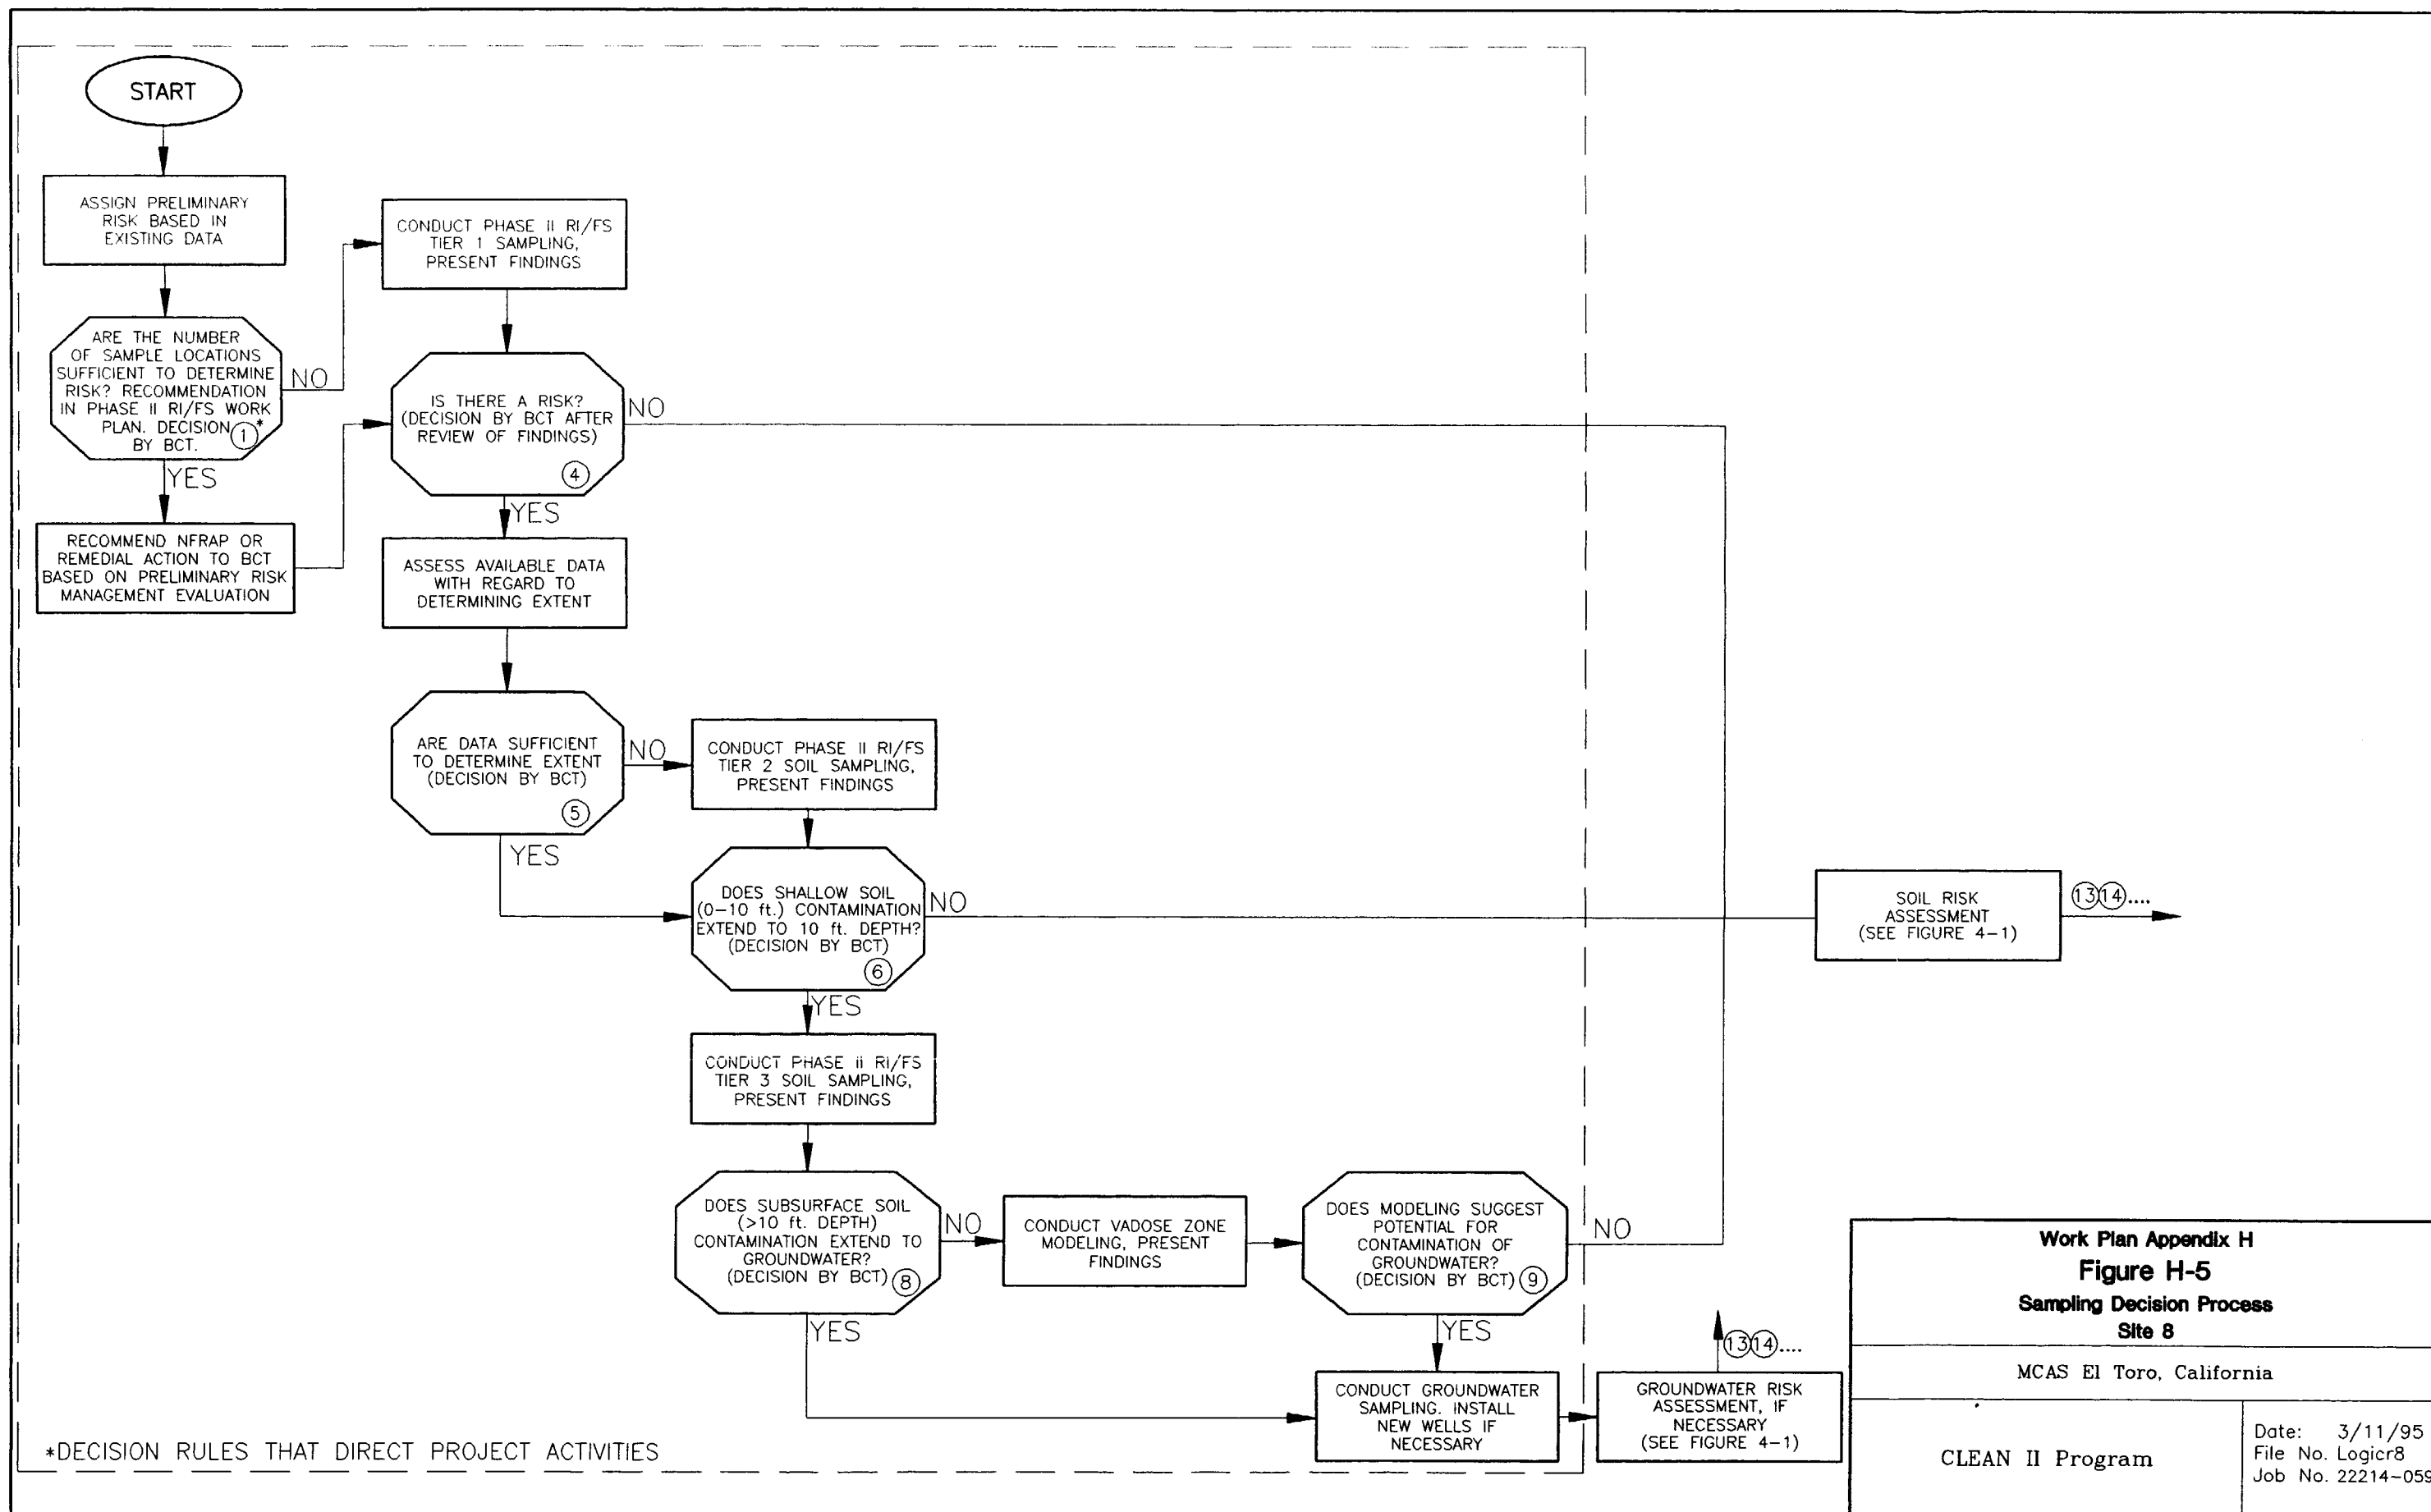 START
ASSIGN PRELIMINARY
RISK BASED IN
EXISTING DATA
ARE THE NUMBER
OF SAMPLE LOCATIONS
SUFFICIENT TO DETERMINE
RISK? RECOMMENDATION
IN PHASE II RI/FS WORK
PLAN. DECISION
BY BCT.
1*
NO
YES
RECOMMEND NFRAP OR
REMEDIAL ACTION TO BCT
BASED ON PRELIMINARY RISK
MANAGEMENT EVALUATION
CONDUCT PHASE II RI/FS
TIER 1 SAMPLING,
PRESENT FINDINGS
IS THERE A RISK?
(DECISION BY BCT AFTER
REVIEW OF FINDINGS)
4
NO
YES
ASSESS AVAILABLE DATA
WITH REGARD TO
DETERMINING EXTENT
ARE DATA SUFFICIENT
TO DETERMINE EXTENT
(DECISION BY BCT)
5
NO
YES
CONDUCT PHASE II RI/FS
TIER 2 SOIL SAMPLING,
PRESENT FINDINGS
DOES SHALLOW SOIL
(0-10 ft.) CONTAMINATION
EXTEND TO 10 ft. DEPTH?
(DECISION BY BCT)
6
NO
YES
SOIL RISK
ASSESSMENT
(SEE FIGURE 4-1)
13 14....
CONDUCT PHASE II RI/FS
TIER 3 SOIL SAMPLING,
PRESENT FINDINGS
DOES SUBSURFACE SOIL
(>10 ft. DEPTH)
CONTAMINATION EXTEND TO
GROUNDWATER?
(DECISION BY BCT) 8
NO
YES
CONDUCT VADOSE ZONE
MODELING, PRESENT
FINDINGS
DOES MODELING SUGGEST
POTENTIAL FOR
CONTAMINATION OF
GROUNDWATER?
(DECISION BY BCT) 9
NO
YES
CONDUCT GROUNDWATER
SAMPLING. INSTALL
NEW WELLS IF
NECESSARY
13 14....
GROUNDWATER RISK
ASSESSMENT, IF
NECESSARY
(SEE FIGURE 4-1)
*DECISION RULES THAT DIRECT PROJECT ACTIVITIES
Work Plan Appendix H
Figure H-5
Sampling Decision Process
Site 8
MCAS El Toro, California
CLEAN II Program
Date: 3/11/95
File No. Logicr8
Job No. 22214-059